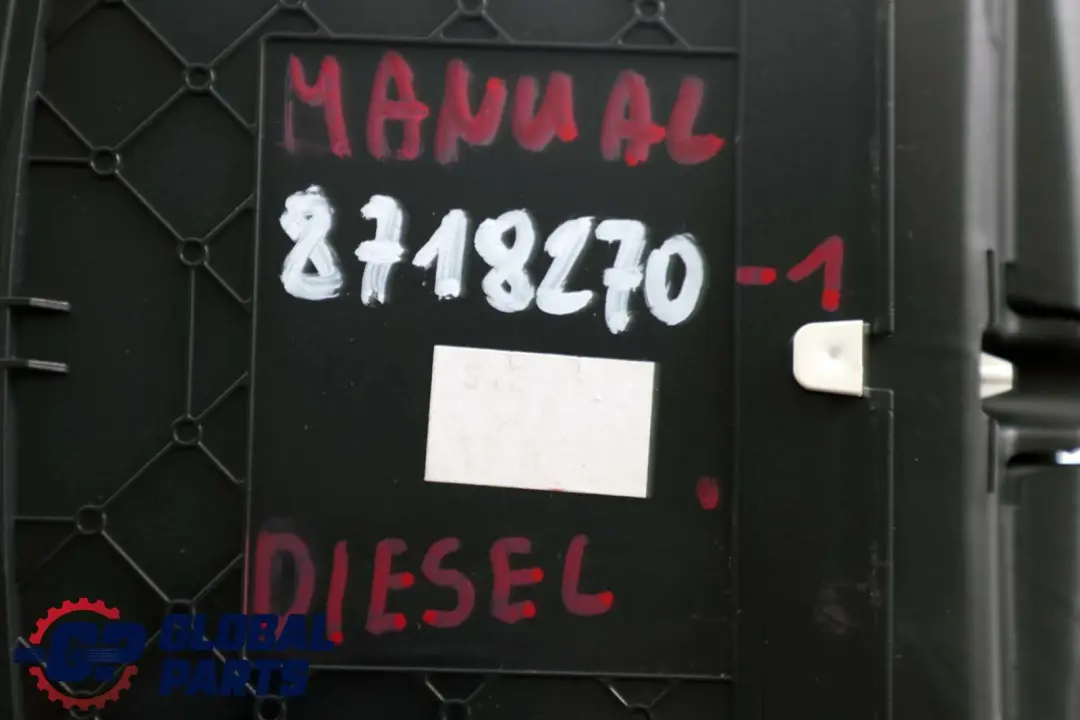 MANUAL
8718270 -1
DIESEL
GLOBAL
PARTS